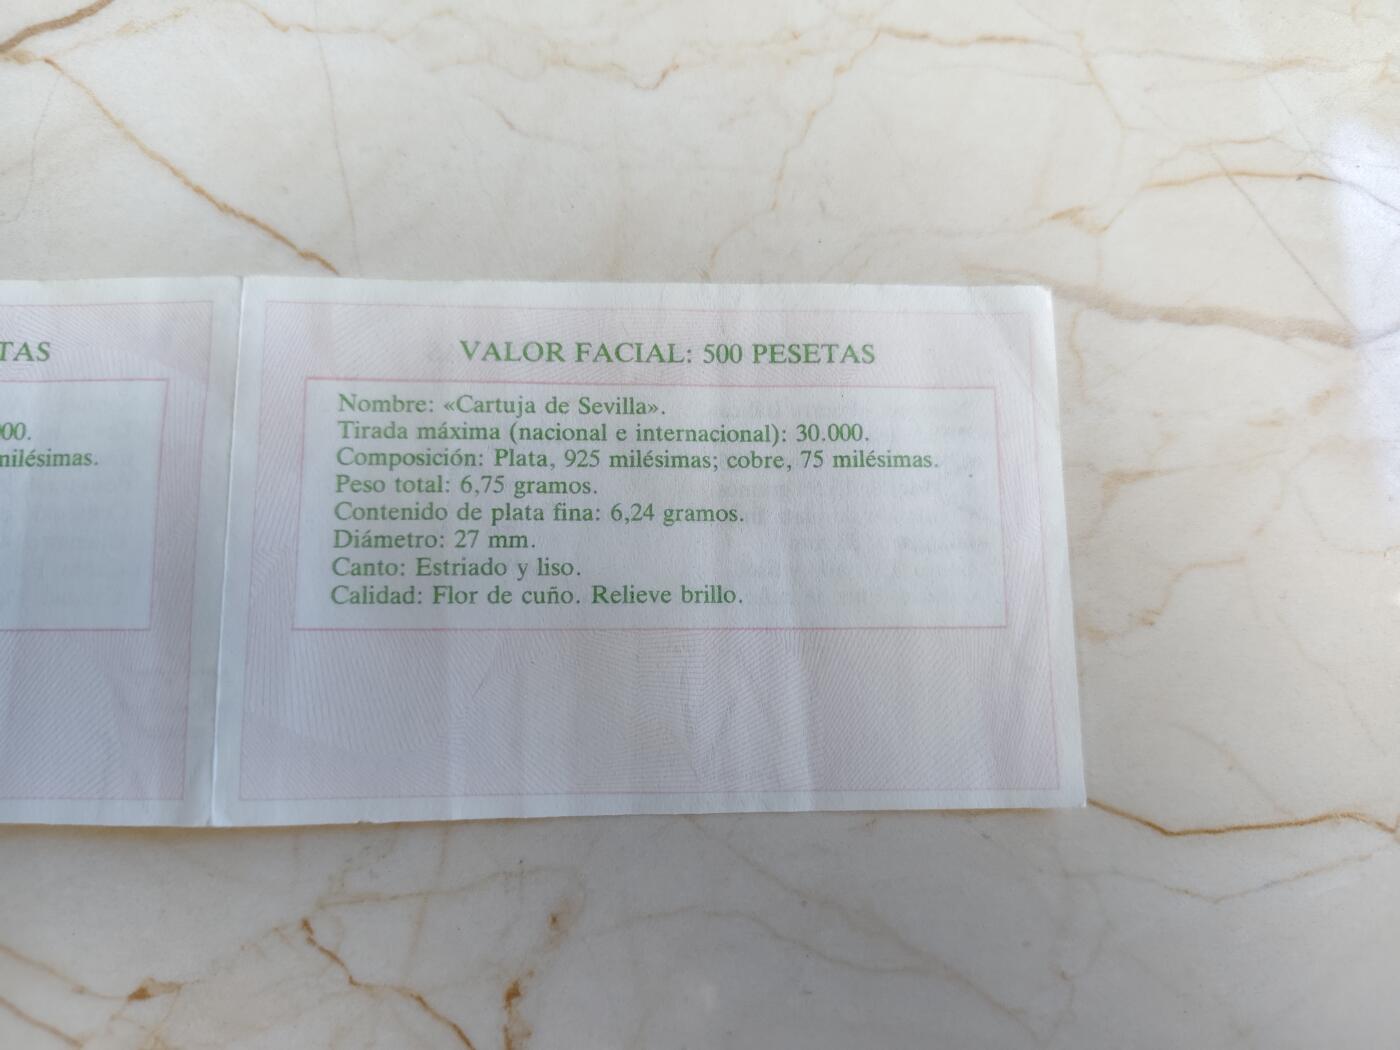 TAS
00.
milésimas.
VALOR FACIAL: 500 PESETAS
Nombre: «Cartuja de Sevilla».
Tirada máxima (nacional e internacional): 30.000.
Composición: Plata, 925 milésimas; cobre, 75 milésimas.
Peso total: 6,75 gramos.
Contenido de plata fina: 6,24 gramos.
Diámetro: 27 mm.
Canto: Estriado y liso.
Calidad: Flor de cuño. Relieve brillo.